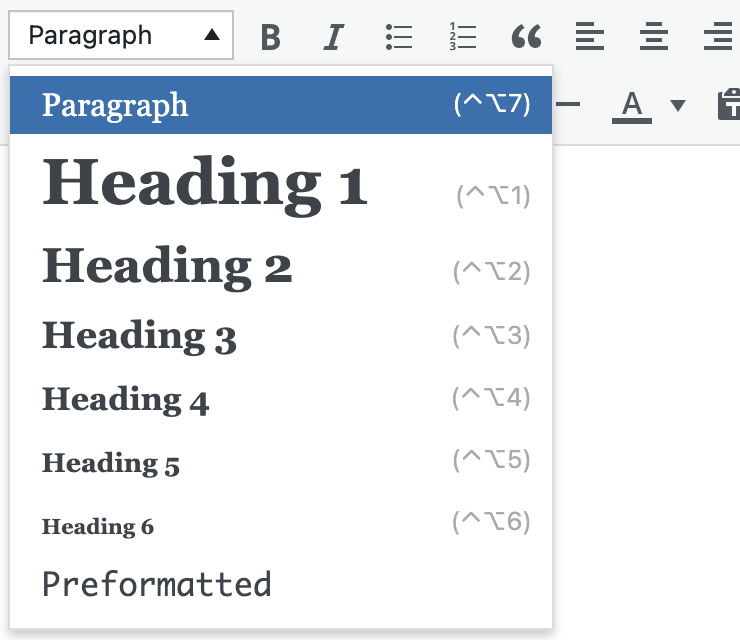 Paragraph ▲ B I
Paragraph (^⌥7) A
Heading 1 (^⌥1)
Heading 2 (^⌥2)
Heading 3 (^⌥3)
Heading 4 (^⌥4)
Heading 5 (^⌥5)
Heading 6 (^⌥6)
Preformatted